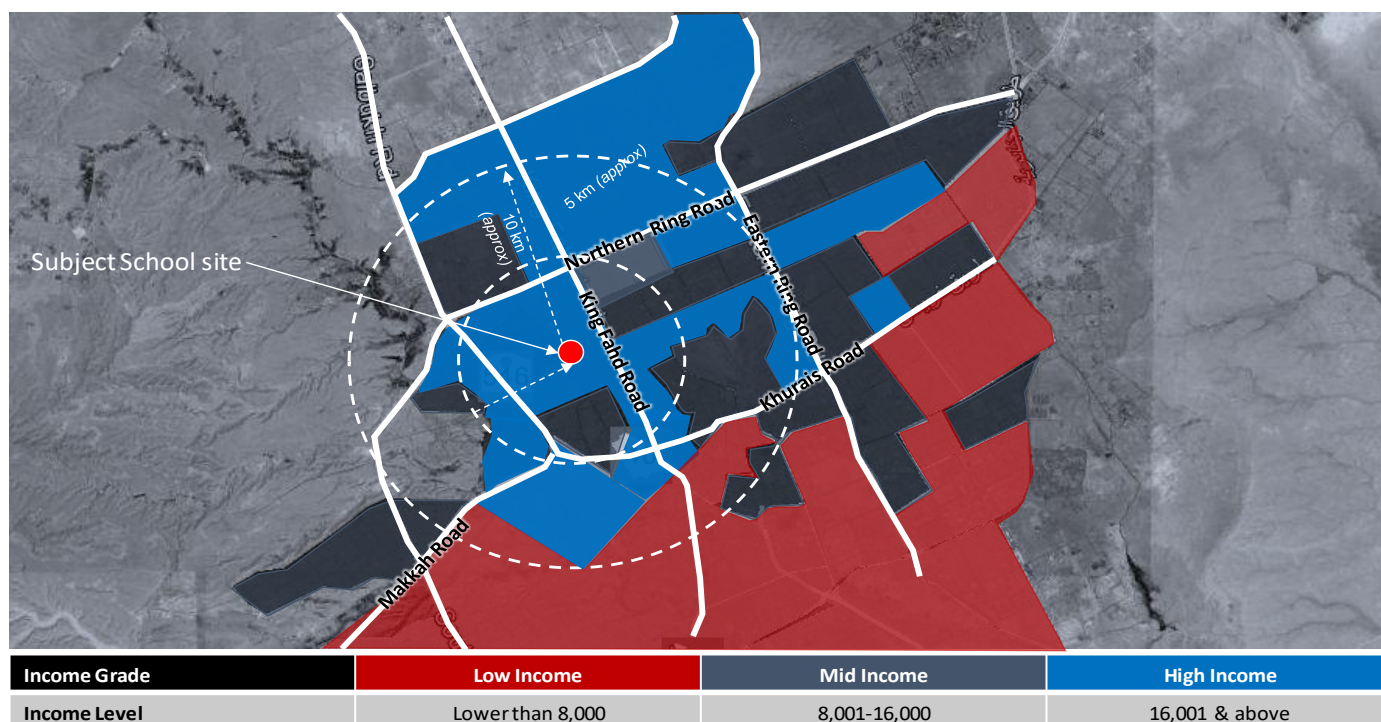 Salbukh Rd
5 km (approx)
10 km
(approx)
Northern Ring Road
Eastern Ring Road
Subject School site
King Fahd Road
Khurais Road
Makkah Road
Income Grade Low Income Mid Income High Income
Income Level Lower than 8,000 8,001-16,000 16,001 & above